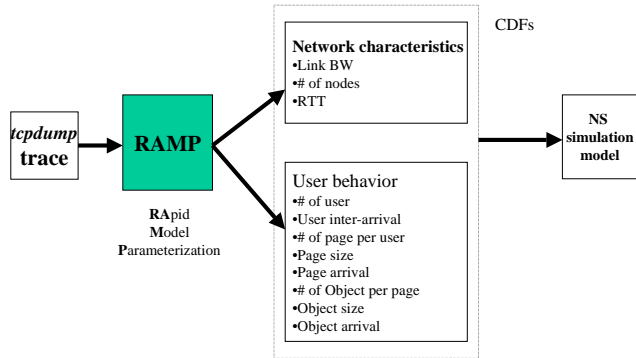 tcpdump
trace
RAMP
RApid
Model
Parameterization
Network characteristics
•Link BW
•# of nodes
•RTT
User behavior
•# of user
•User inter-arrival
•# of page per user
•Page size
•Page arrival
•# of Object per page
•Object size
•Object arrival
CDFs
NS
simulation
model